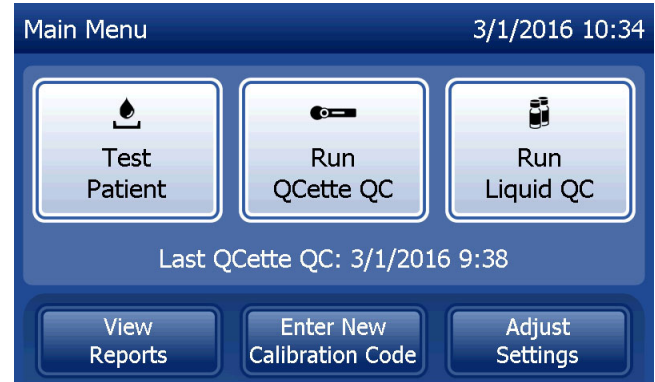 Main Menu 3/1/2016 10:34
Test
Patient
Run
QCette QC
Run
Liquid QC
Last QCette QC: 3/1/2016 9:38
View
Reports
Enter New
Calibration Code
Adjust
Settings